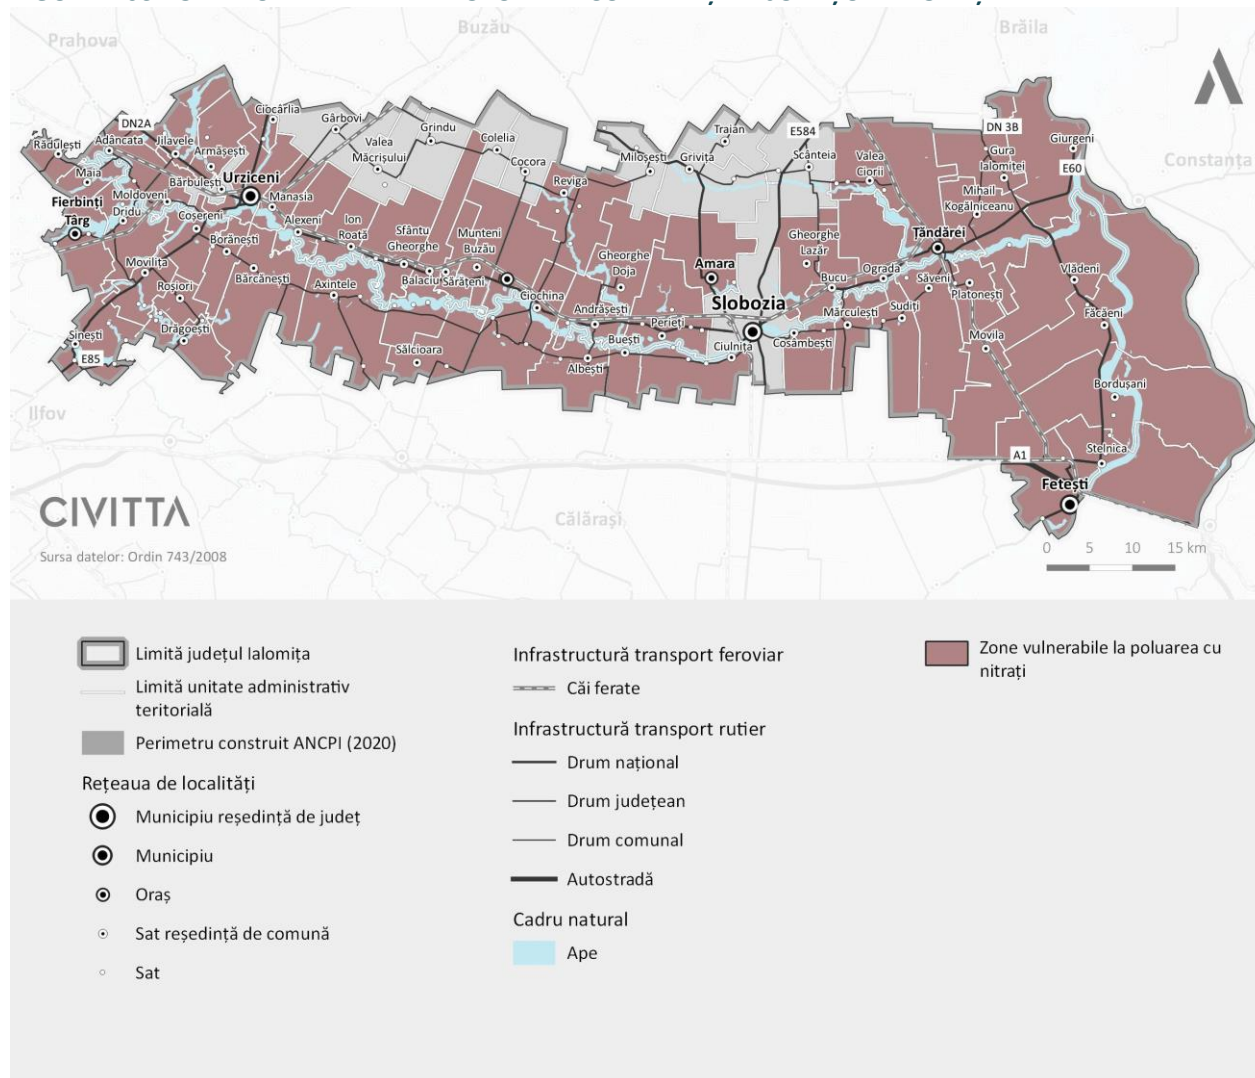 Prahova
Buzău
Brăila
Constanța
Ilfov
Călărași
DN2A
Ciocârlia
Rădulești
Adâncata
Jilavele
Armășești
Maia
Bărbulești
Urziceni
Moldoveni
Fierbinți
Târg
Dridu
Coșereni
Manasia
Alexeni
Borănești
Movilița
Bărcănești
Roșiori
Drăgoești
Sinești
E85
Gârbovi
Valea
Măcrișului
Grindu
Colelia
Cocora
Reviga
Ion
Roată
Sfântu
Gheorghe
Munteni
Buzău
Axintele
Balaciu
Sărățeni
Ciochina
Sălcioara
Gheorghe
Doja
Andrășești
Perieți
Buești
Albești
Miloșești
Grivița
Traian
E584
Scânteia
Valea
Ciorii
Amara
Slobozia
Gheorghe
Lazăr
Bucu
Ograda
Ciulnița
Cosâmbești
Mărculești
Sudiți
Săveni
Țăndărei
Platonești
Movila
DN 3B
Gura
Ialomiței
Mihail
Kogălniceanu
Giurgeni
E60
Vlădeni
Făcăeni
Bordușani
Stelnica
A1
Fetești
CIVITTA
Sursa datelor: Ordin 743/2008
0 5 10 15 km
Limită județul Ialomița
Limită unitate administrativ
teritorială
Perimetru construit ANCPI (2020)
Rețeaua de localități
Municipiu reședință de județ
Municipiu
Oraș
Sat reședință de comună
Sat
Infrastructură transport feroviar
Căi ferate
Infrastructură transport rutier
Drum național
Drum județean
Drum comunal
Autostradă
Cadru natural
Ape
Zone vulnerabile la poluarea cu
nitrați